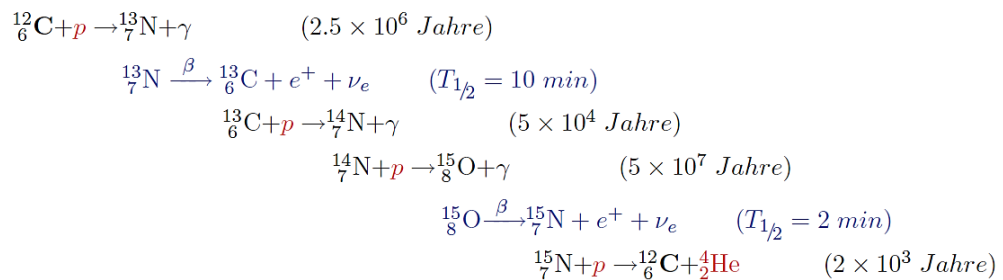 ¹²₆C+p→¹³₇N+γ (2.5 × 10⁶ Jahre)
¹³₇N —β→ ¹³₆C + e⁺ + νₑ (T₁/₂ = 10 min)
¹³₆C+p→¹⁴₇N+γ (5 × 10⁴ Jahre)
¹⁴₇N+p→¹⁵₈O+γ (5 × 10⁷ Jahre)
¹⁵₈O —β→ ¹⁵₇N + e⁺ + νₑ (T₁/₂ = 2 min)
¹⁵₇N+p→¹²₆C+⁴₂He (2 × 10³ Jahre)